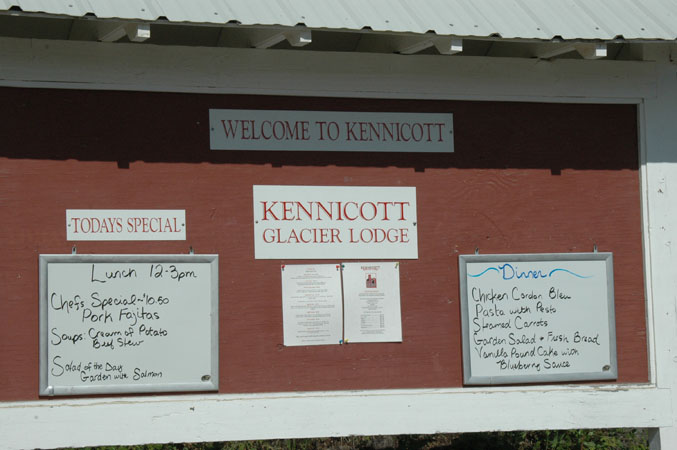 WELCOME TO KENNICOTT
KENNICOTT
GLACIER LODGE
TODAYS SPECIAL
Lunch 12-3pm
Chefs Special ~ 10.50
Pork Fajitas
Soups: Cream of Potato
Beef Stew
Salad of the Day
Garden with Salmon
Dinner
Chicken Cordon Bleu
Pasta with Pesto
Steamed Carrots
Garden Salad + Fresh Bread
Vanilla Pound Cake with
Blueberry Sauce